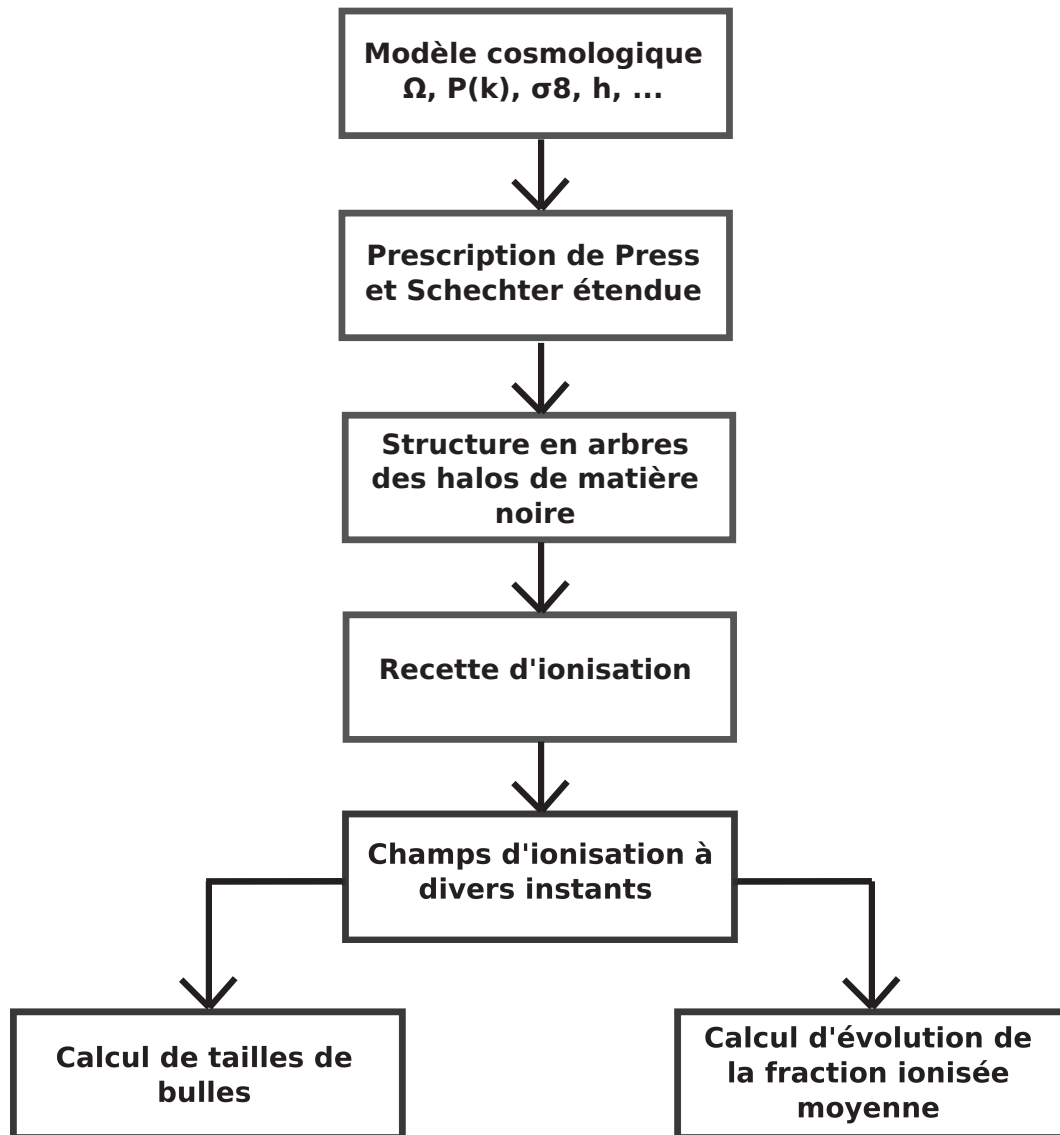 Modèle cosmologique
Ω, P(k), σ8, h, ...
Prescription de Press
et Schechter étendue
Structure en arbres
des halos de matière
noire
Recette d'ionisation
Champs d'ionisation à
divers instants
Calcul de tailles de
bulles
Calcul d'évolution de
la fraction ionisée
moyenne